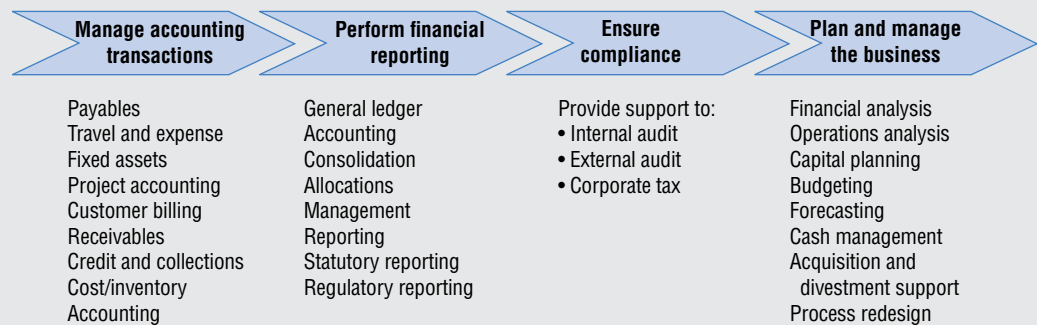 Manage accounting
transactions
Payables
Travel and expense
Fixed assets
Project accounting
Customer billing
Receivables
Credit and collections
Cost/inventory
Accounting
Perform financial
reporting
General ledger
Accounting
Consolidation
Allocations
Management
Reporting
Statutory reporting
Regulatory reporting
Ensure
compliance
Provide support to:
• Internal audit
• External audit
• Corporate tax
Plan and manage
the business
Financial analysis
Operations analysis
Capital planning
Budgeting
Forecasting
Cash management
Acquisition and
divestment support
Process redesign